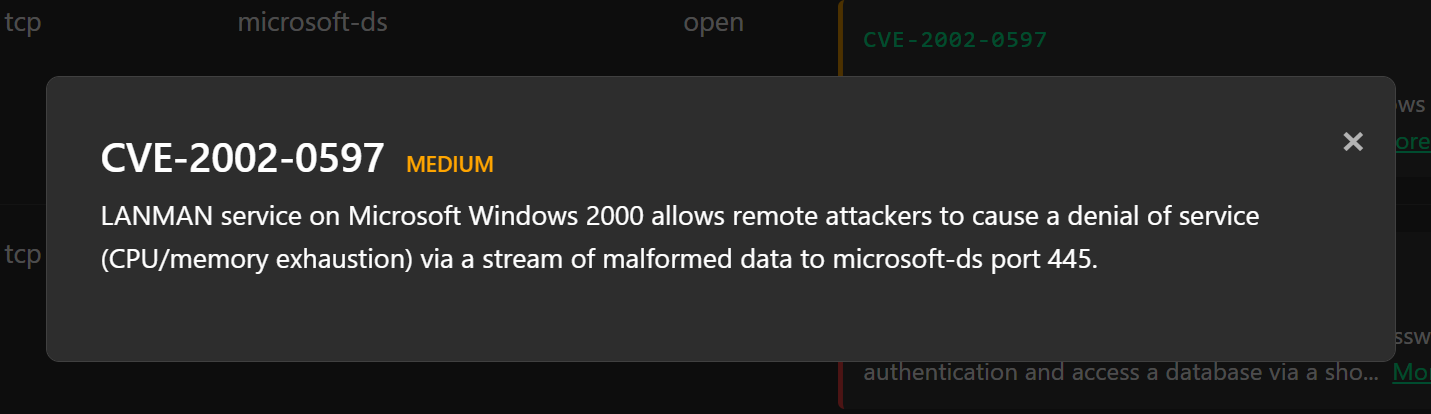 tcp microsoft-ds open CVE-2002-0597
ows
ore
CVE-2002-0597 MEDIUM ×
LANMAN service on Microsoft Windows 2000 allows remote attackers to cause a denial of service
(CPU/memory exhaustion) via a stream of malformed data to microsoft-ds port 445.
tcp
ssw
authentication and access a database via a sho... Mor